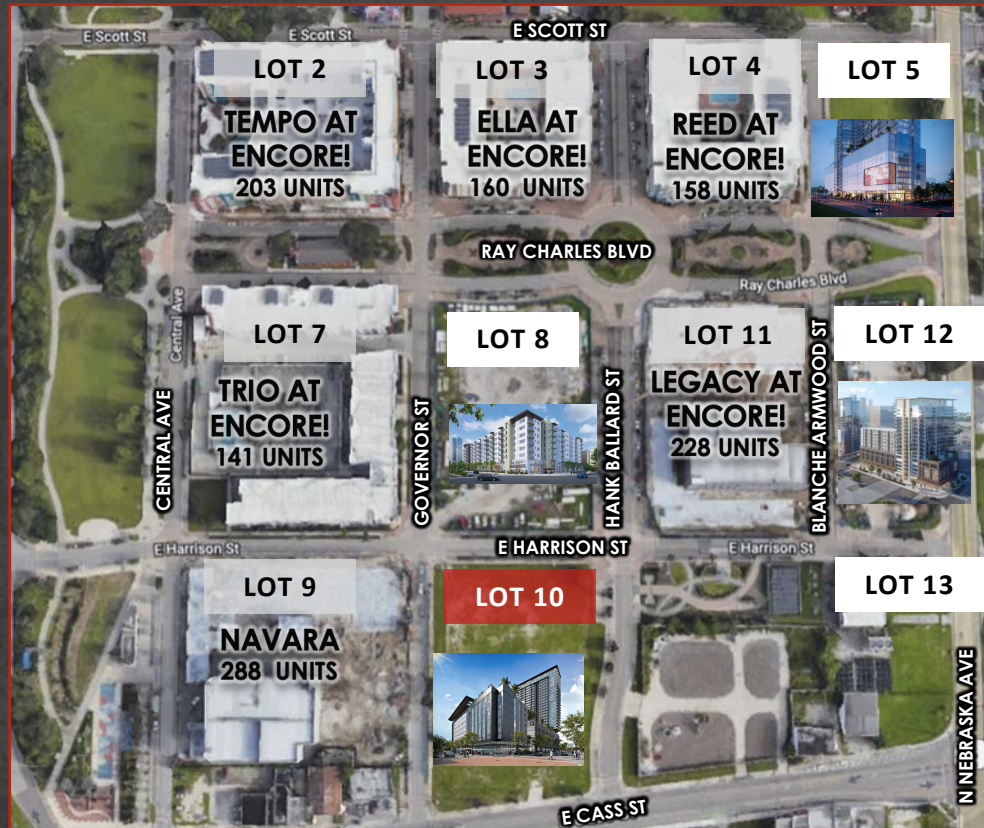 E Scott St
E Scott St
E SCOTT ST
LOT 2
TEMPO AT
ENCORE!
203 UNITS
LOT 3
ELLA AT
ENCORE!
160 UNITS
LOT 4
REED AT
ENCORE!
158 UNITS
LOT 5
RAY CHARLES BLVD
Ray Charles Blvd
Central Ave
CENTRAL AVE
LOT 7
TRIO AT
ENCORE!
141 UNITS
GOVERNOR ST
LOT 8
HANK BALLARD ST
LOT 11
LEGACY AT
ENCORE!
228 UNITS
BLANCHE ARMWOOD ST
LOT 12
E Harrison St
E HARRISON ST
E Harrison St
LOT 9
NAVARA
288 UNITS
LOT 10
LOT 13
N NEBRASKA AVE
E CASS ST